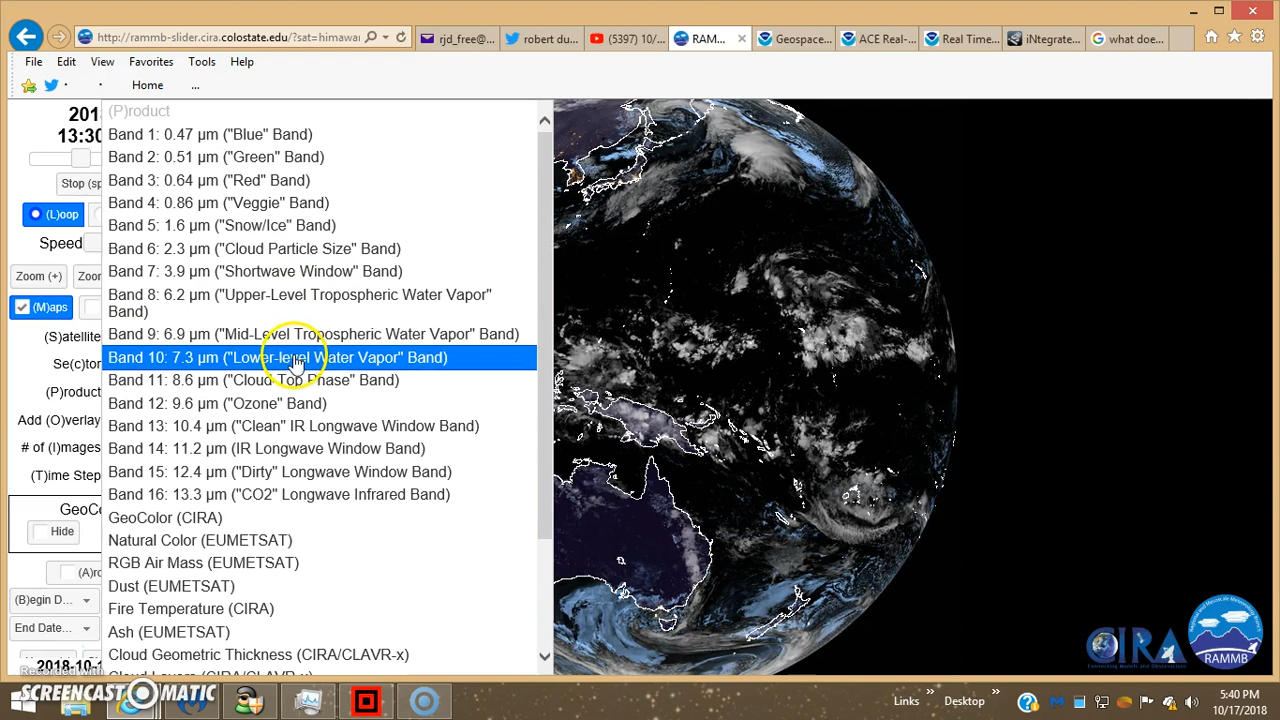 http://rammb-slider.cira.colostate.edu/?sat=himawar
rjd_free@...
robert du...
(5397) 10/...
RAM...
Geospace...
ACE Real-...
Real Time...
iNtegrate...
what doe...
File Edit View Favorites Tools Help
Home ...
201
13:30
Stop (sp
(L)oop
Speed
Zoom (+) Zoo
(M)aps
(S)atellite
Se(c)tor
(P)roduct
Add (O)verlay
# of (I)mages
(T)ime Step
GeoCo
Hide
(A)ro
(B)egin D...
End Date...
2018-10-1
(P)roduct
Band 1: 0.47 µm ("Blue" Band)
Band 2: 0.51 µm ("Green" Band)
Band 3: 0.64 µm ("Red" Band)
Band 4: 0.86 µm ("Veggie" Band)
Band 5: 1.6 µm ("Snow/Ice" Band)
Band 6: 2.3 µm ("Cloud Particle Size" Band)
Band 7: 3.9 µm ("Shortwave Window" Band)
Band 8: 6.2 µm ("Upper-Level Tropospheric Water Vapor"
Band)
Band 9: 6.9 µm ("Mid-Level Tropospheric Water Vapor" Band)
Band 10: 7.3 µm ("Lower-level Water Vapor" Band)
Band 11: 8.6 µm ("Cloud-Top Phase" Band)
Band 12: 9.6 µm ("Ozone" Band)
Band 13: 10.4 µm ("Clean" IR Longwave Window Band)
Band 14: 11.2 µm (IR Longwave Window Band)
Band 15: 12.4 µm ("Dirty" Longwave Window Band)
Band 16: 13.3 µm ("CO2" Longwave Infrared Band)
GeoColor (CIRA)
Natural Color (EUMETSAT)
RGB Air Mass (EUMETSAT)
Dust (EUMETSAT)
Fire Temperature (CIRA)
Ash (EUMETSAT)
Cloud Geometric Thickness (CIRA/CLAVR-x)
CIRA
RAMMB
Recorded with
SCREENCAST MATIC
Links » Desktop »
5:40 PM
10/17/2018